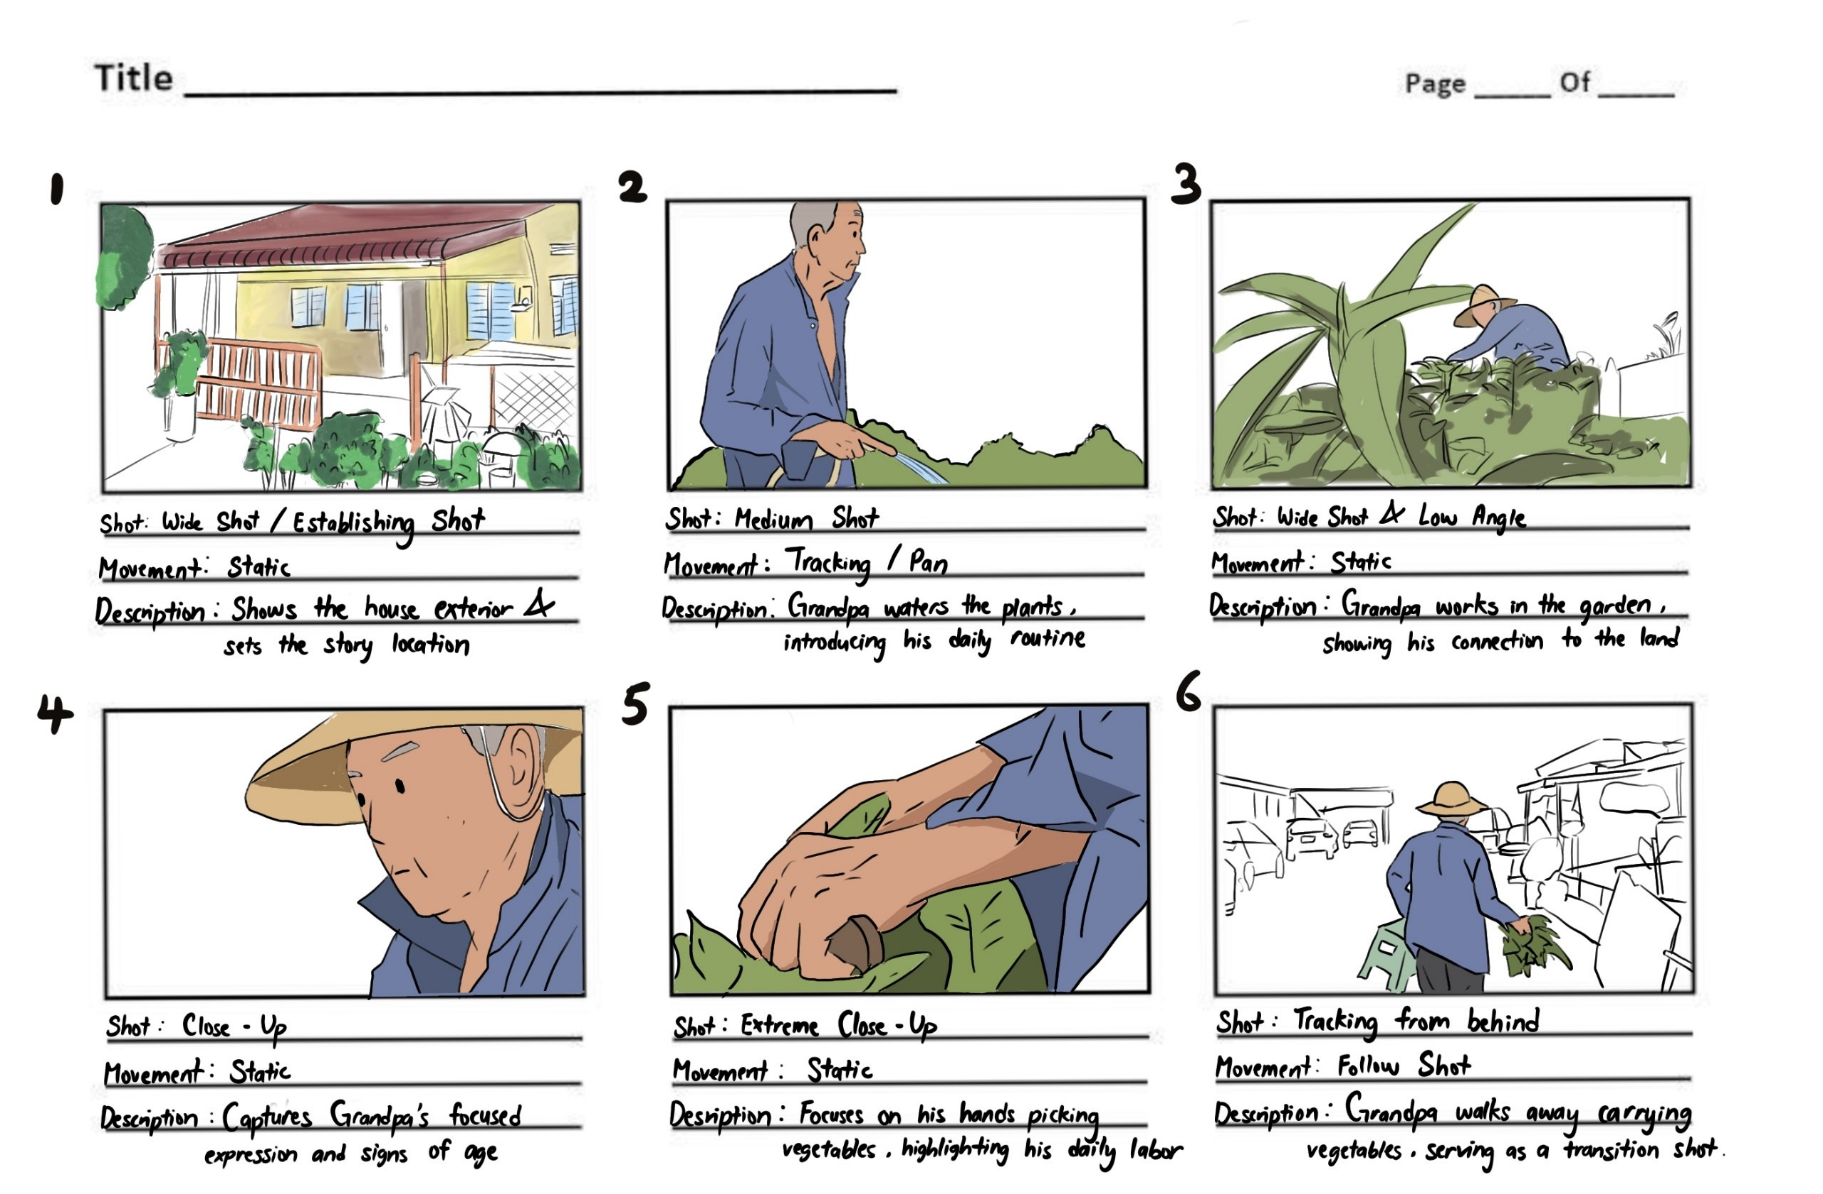 Title
Page Of
1
Shot: Wide Shot / Establishing Shot
Movement: Static
Description: Shows the house exterior &
sets the story location
2
Shot: Medium Shot
Movement: Tracking / Pan
Description: Grandpa waters the plants,
introducing his daily routine
3
Shot: Wide Shot & Low Angle
Movement: Static
Description: Grandpa works in the garden,
showing his connection to the land
4
Shot: Close-Up
Movement: Static
Description: Captures Grandpa's focused
expression and signs of age
5
Shot: Extreme Close-Up
Movement: Static
Desription: Focuses on his hands picking
vegetables, highlighting his daily labor
6
Shot: Tracking from behind
Movement: Follow Shot
Description: Grandpa walks away carrying
vegetables, serving as a transition shot.